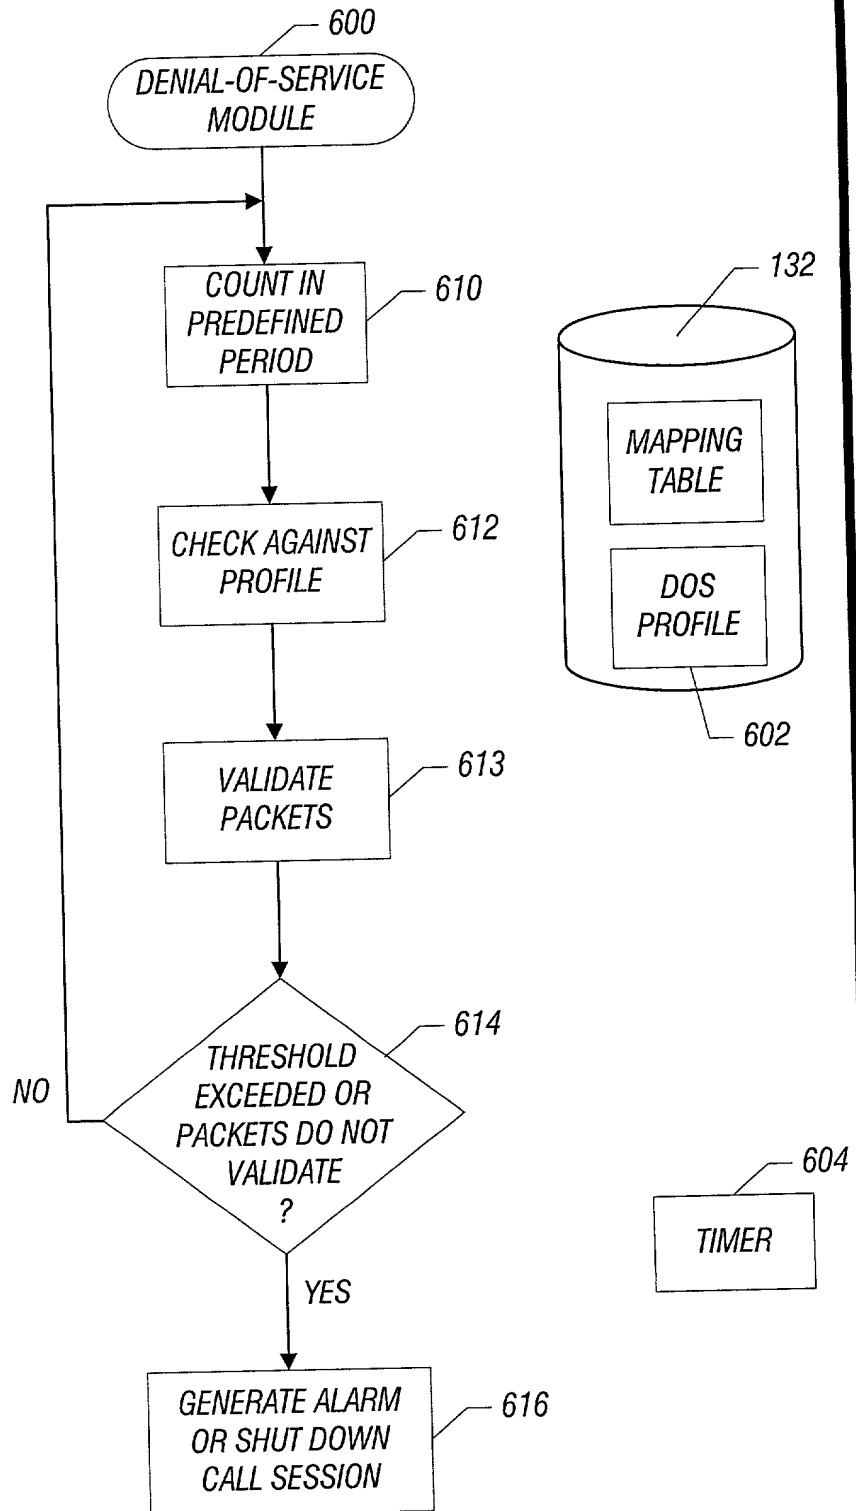 600
DENIAL-OF-SERVICE
MODULE
COUNT IN
PREDEFINED
PERIOD
610
132
MAPPING
TABLE
DOS
PROFILE
602
CHECK AGAINST
PROFILE
612
VALIDATE
PACKETS
613
614
THRESHOLD
EXCEEDED OR
PACKETS DO NOT
VALIDATE
?
NO
YES
604
TIMER
GENERATE ALARM
OR SHUT DOWN
CALL SESSION
616